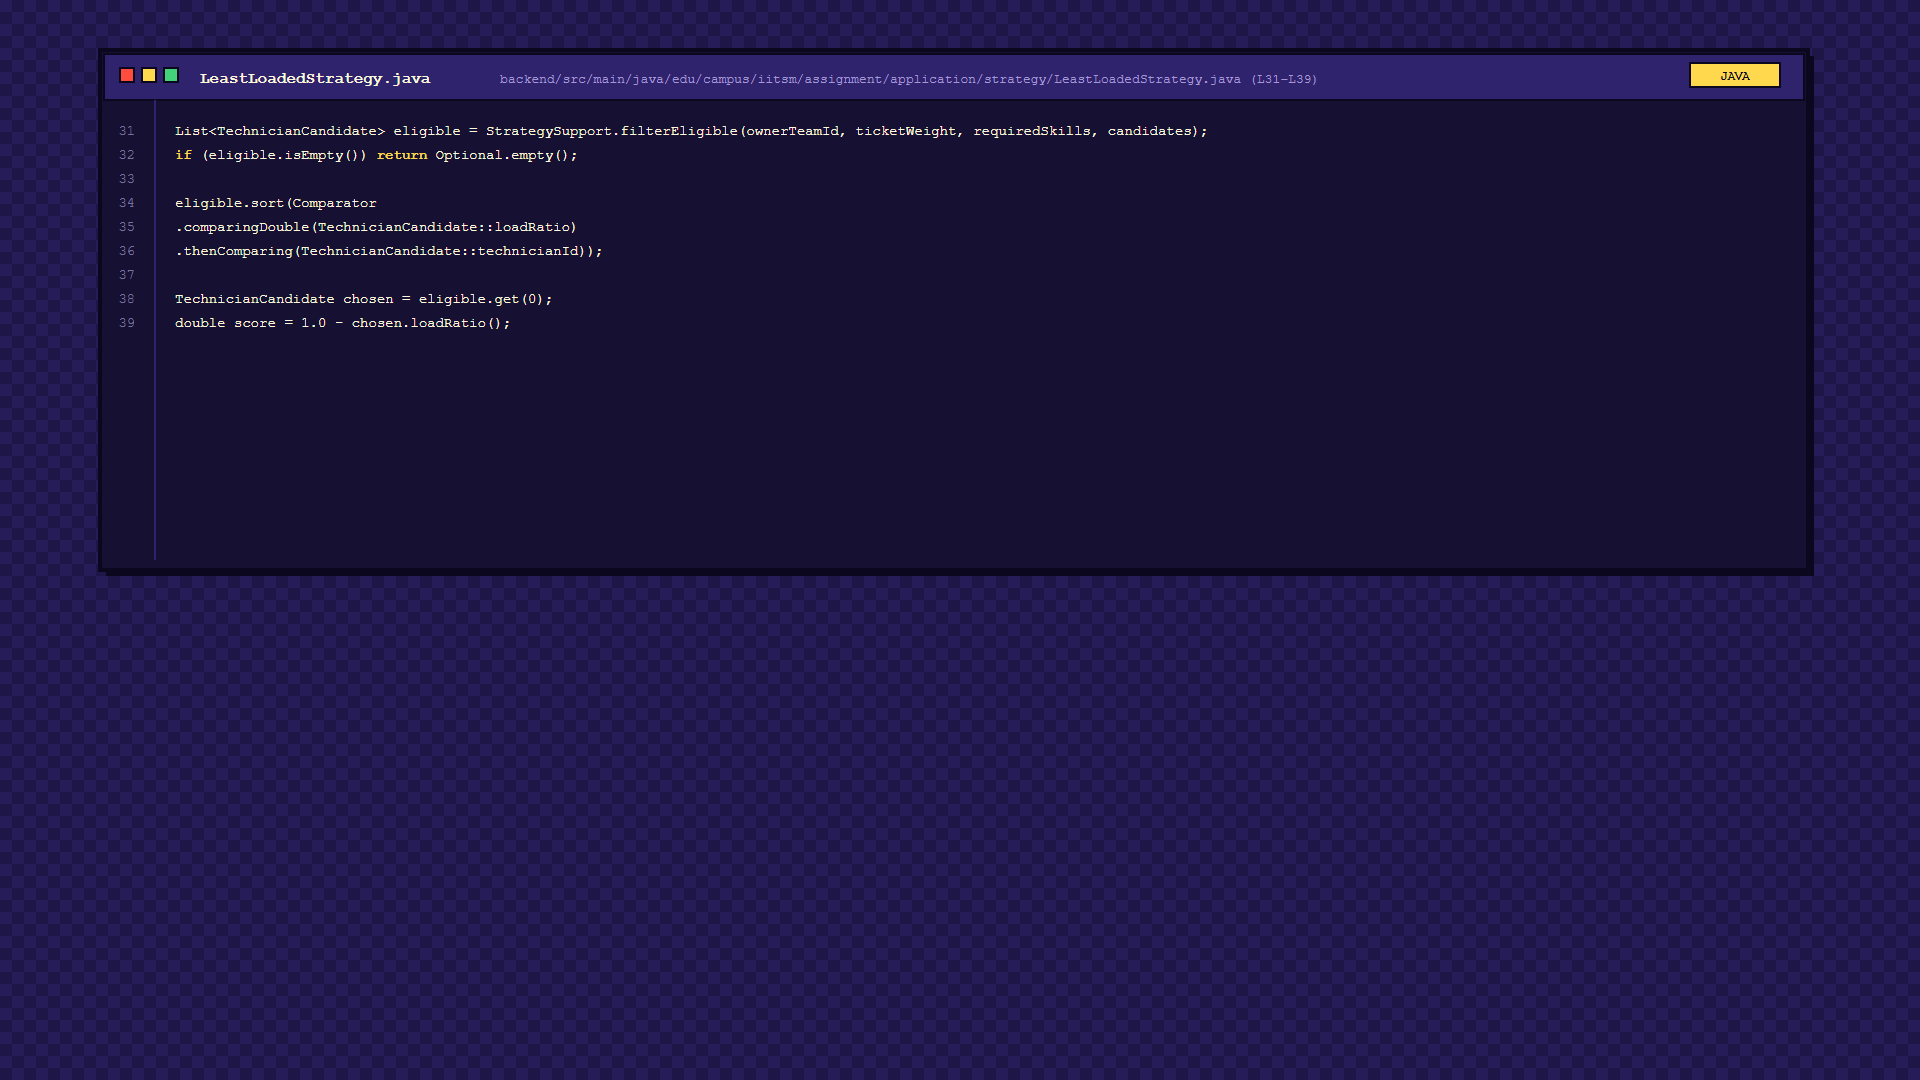 LeastLoadedStrategy.java backend/src/main/java/edu/campus/iitsm/assignment/application/strategy/LeastLoadedStrategy.java (L31-L39) JAVA
31 List<TechnicianCandidate> eligible = StrategySupport.filterEligible(ownerTeamId, ticketWeight, requiredSkills, candidates);
32 if (eligible.isEmpty()) return Optional.empty();
33
34 eligible.sort(Comparator
35 .comparingDouble(TechnicianCandidate::loadRatio)
36 .thenComparing(TechnicianCandidate::technicianId));
37
38 TechnicianCandidate chosen = eligible.get(0);
39 double score = 1.0 - chosen.loadRatio();